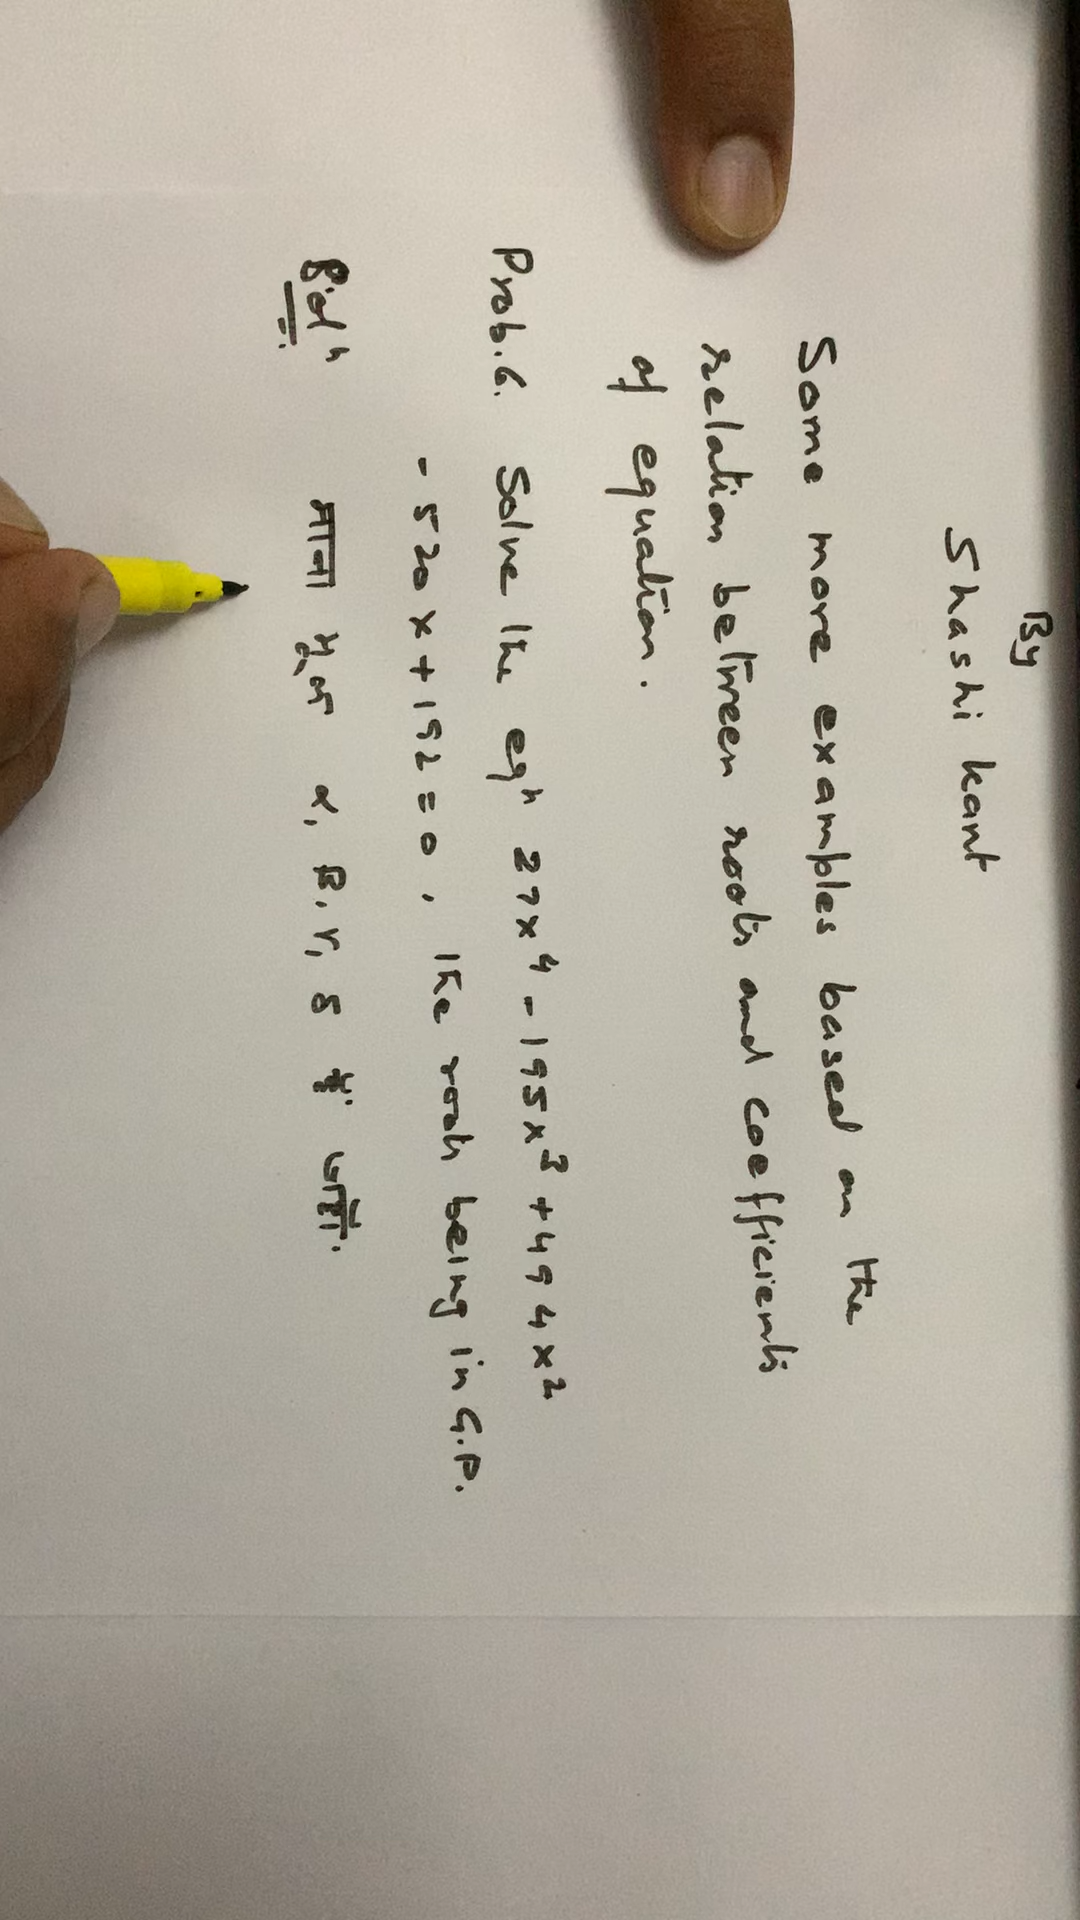 By
Shashi kant
Some more examples based on the
relation between roots and coefficients
of equation.
Prob.6. Solve the eqn 27x⁴ - 195x³ + 494x²
- 520x + 192 = 0, the roots being in G.P.
Soln माना मूल α, β, γ, δ हैं जहाँ